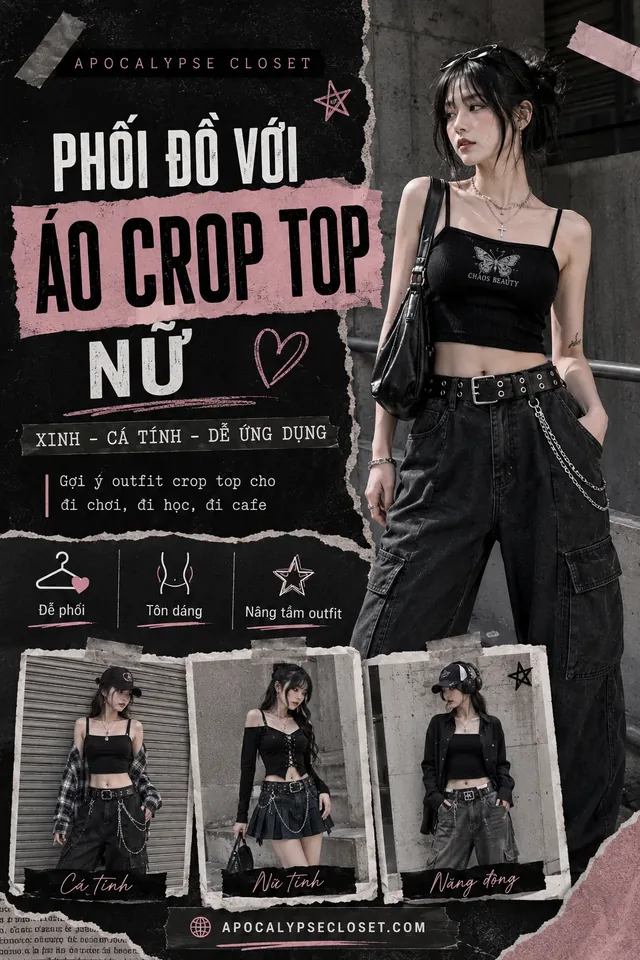 APOCALYPSE CLOSET
PHỐI ĐỒ VỚI
ÁO CROP TOP
NỮ
XINH – CÁ TÍNH – DỄ ỨNG DỤNG
Gợi ý outfit crop top cho
đi chơi, đi học, đi cafe
CHAOS BEAUTY
Dễ phối
Tôn dáng
Nâng tầm outfit
Cá tính
Nữ tính
Năng động
APOCALYPSECLOSET.COM